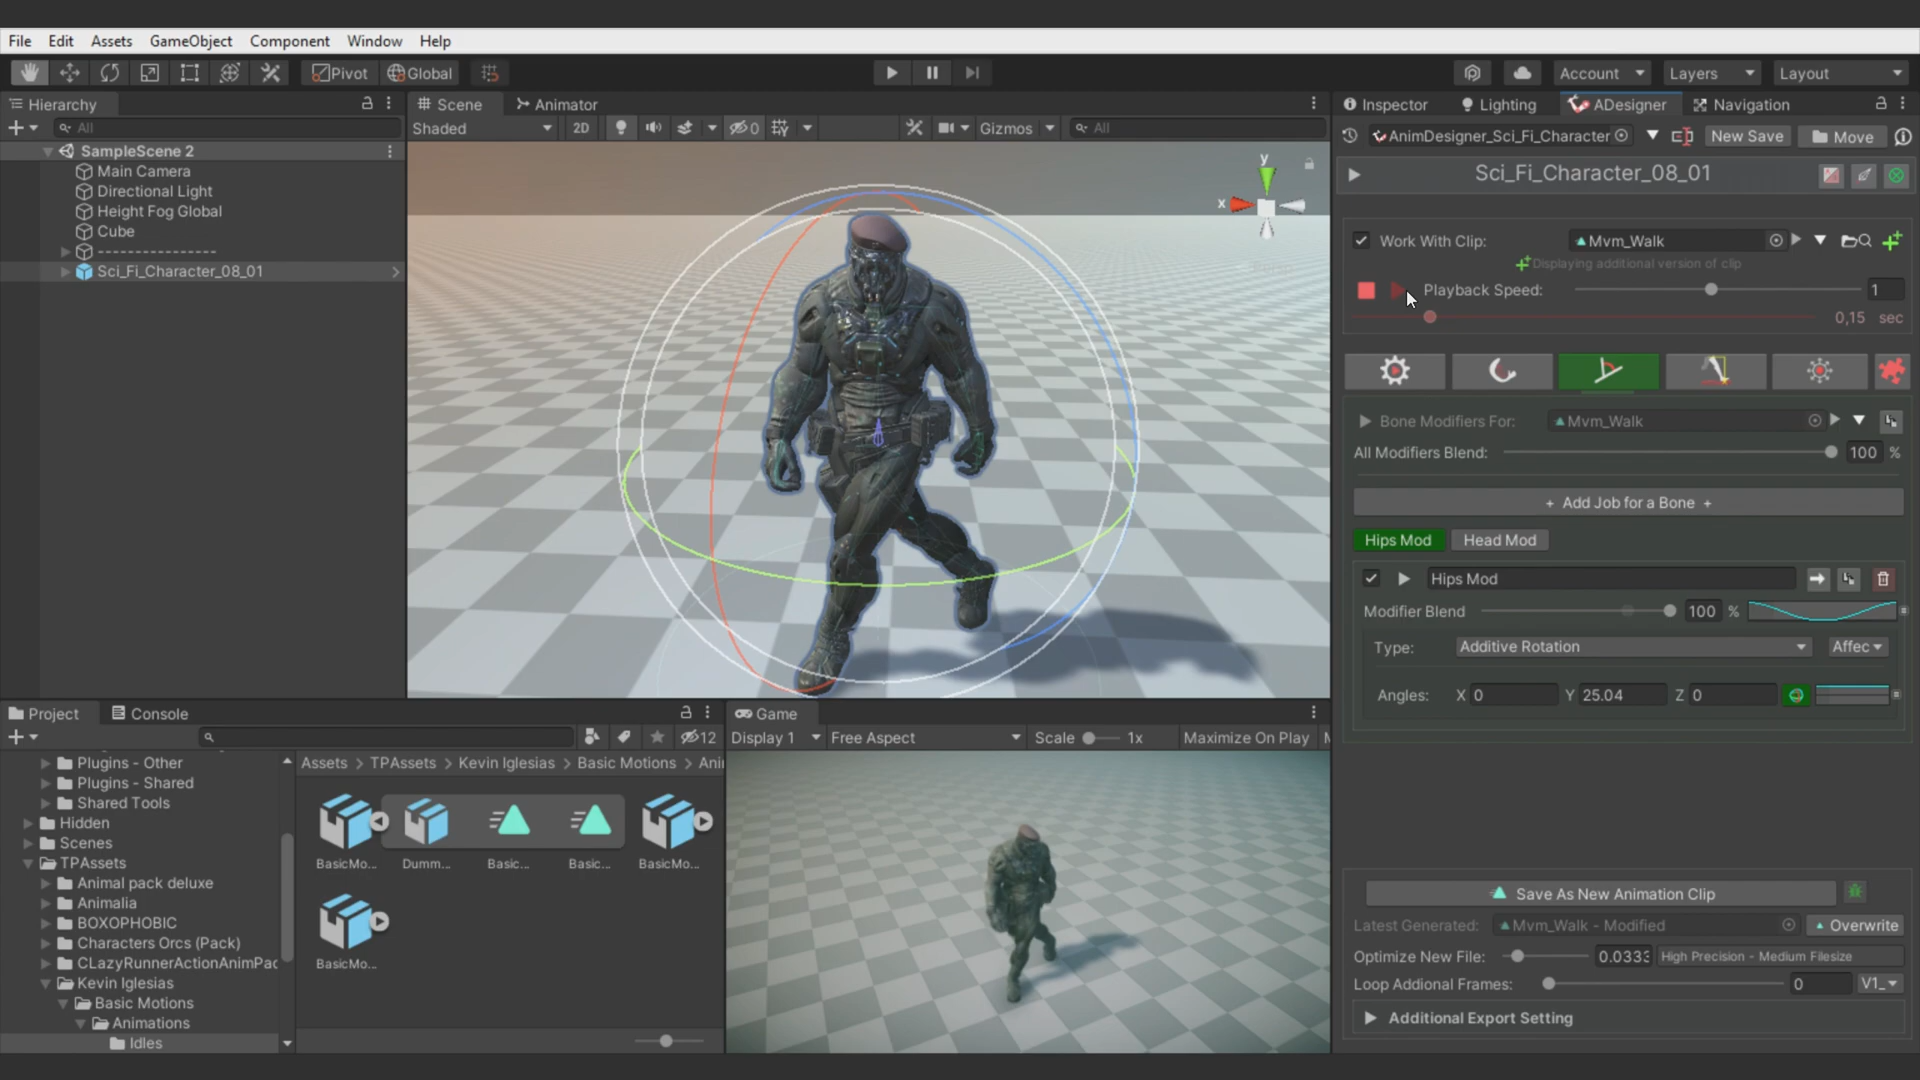 File Edit Assets GameObject Component Window Help
Pivot Global Account Layers Layout
Hierarchy
All
SampleScene 2
Main Camera
Directional Light
Height Fog Global
Cube
----------------
Sci_Fi_Character_08_01
Scene Animator
Shaded 2D 0 Gizmos All
y
x
Inspector Lighting ADesigner Navigation
AnimDesigner_Sci_Fi_Character New Save Move
Sci_Fi_Character_08_01
Work With Clip: Mvm_Walk
Displaying additional version of clip
Playback Speed: 1
0,15 sec
Bone Modifiers For: Mvm_Walk
All Modifiers Blend: 100 %
+ Add Job for a Bone +
Hips Mod Head Mod
Hips Mod
Modifier Blend 100 %
Type: Additive Rotation Affec
Angles: X 0 Y 25.04 Z 0
Save As New Animation Clip
Latest Generated: Mvm_Walk - Modified Overwrite
Optimize New File: 0.0333 High Precision - Medium Filesize
Loop Addional Frames: 0 V1_
Additional Export Setting
Project Console
12
Plugins - Other
Plugins - Shared
Shared Tools
Hidden
Scenes
TPAssets
Animal pack deluxe
Animalia
BOXOPHOBIC
Characters Orcs (Pack)
CLazyRunnerActionAnimPac
Kevin Iglesias
Basic Motions
Animations
Idles
Assets > TPAssets > Kevin Iglesias > Basic Motions > Ani
BasicMo... Dumm... Basic... Basic... BasicMo...
BasicMo...
Game
Display 1 Free Aspect Scale 1x Maximize On Play M